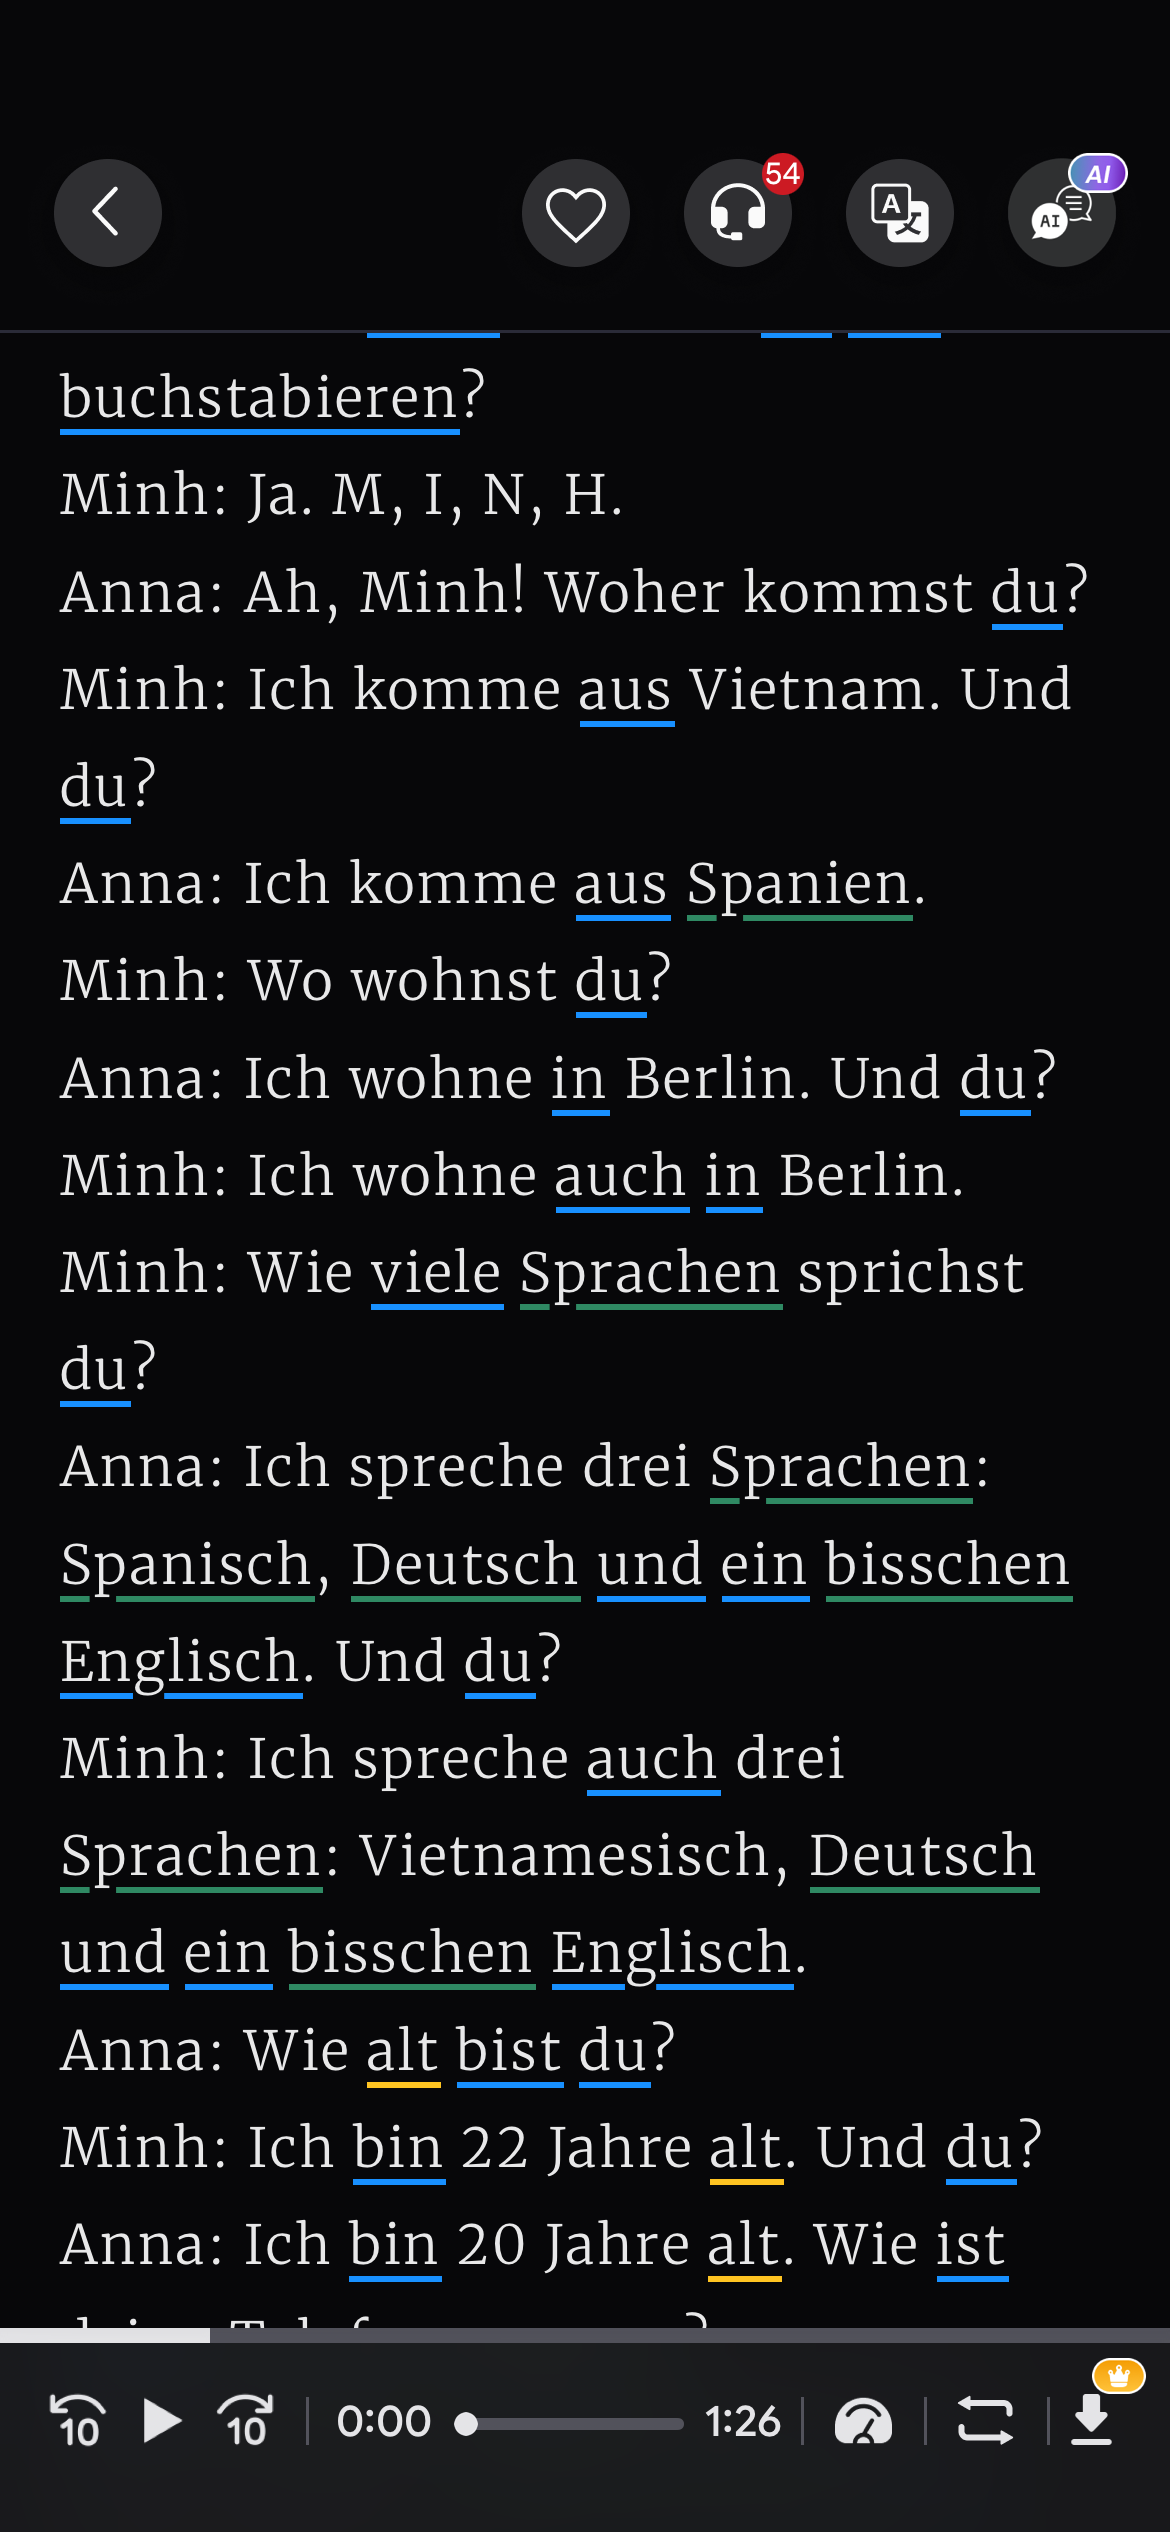 54
A
文
AI
AI
buchstabieren?
Minh: Ja. M, I, N, H.
Anna: Ah, Minh! Woher kommst du?
Minh: Ich komme aus Vietnam. Und
du?
Anna: Ich komme aus Spanien.
Minh: Wo wohnst du?
Anna: Ich wohne in Berlin. Und du?
Minh: Ich wohne auch in Berlin.
Minh: Wie viele Sprachen sprichst
du?
Anna: Ich spreche drei Sprachen:
Spanisch, Deutsch und ein bisschen
Englisch. Und du?
Minh: Ich spreche auch drei
Sprachen: Vietnamesisch, Deutsch
und ein bisschen Englisch.
Anna: Wie alt bist du?
Minh: Ich bin 22 Jahre alt. Und du?
Anna: Ich bin 20 Jahre alt. Wie ist
10
10
0:00
1:26